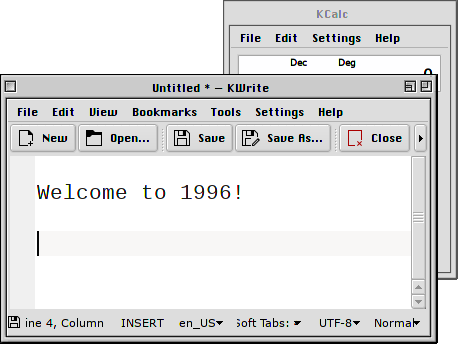 KCalc
File Edit Settings Help
Dec Deg
Untitled * — KWrite
File Edit View Bookmarks Tools Settings Help
New Open... Save Save As... Close
Welcome to 1996!
ine 4, Column INSERT en_US Soft Tabs: UTF-8 Normal